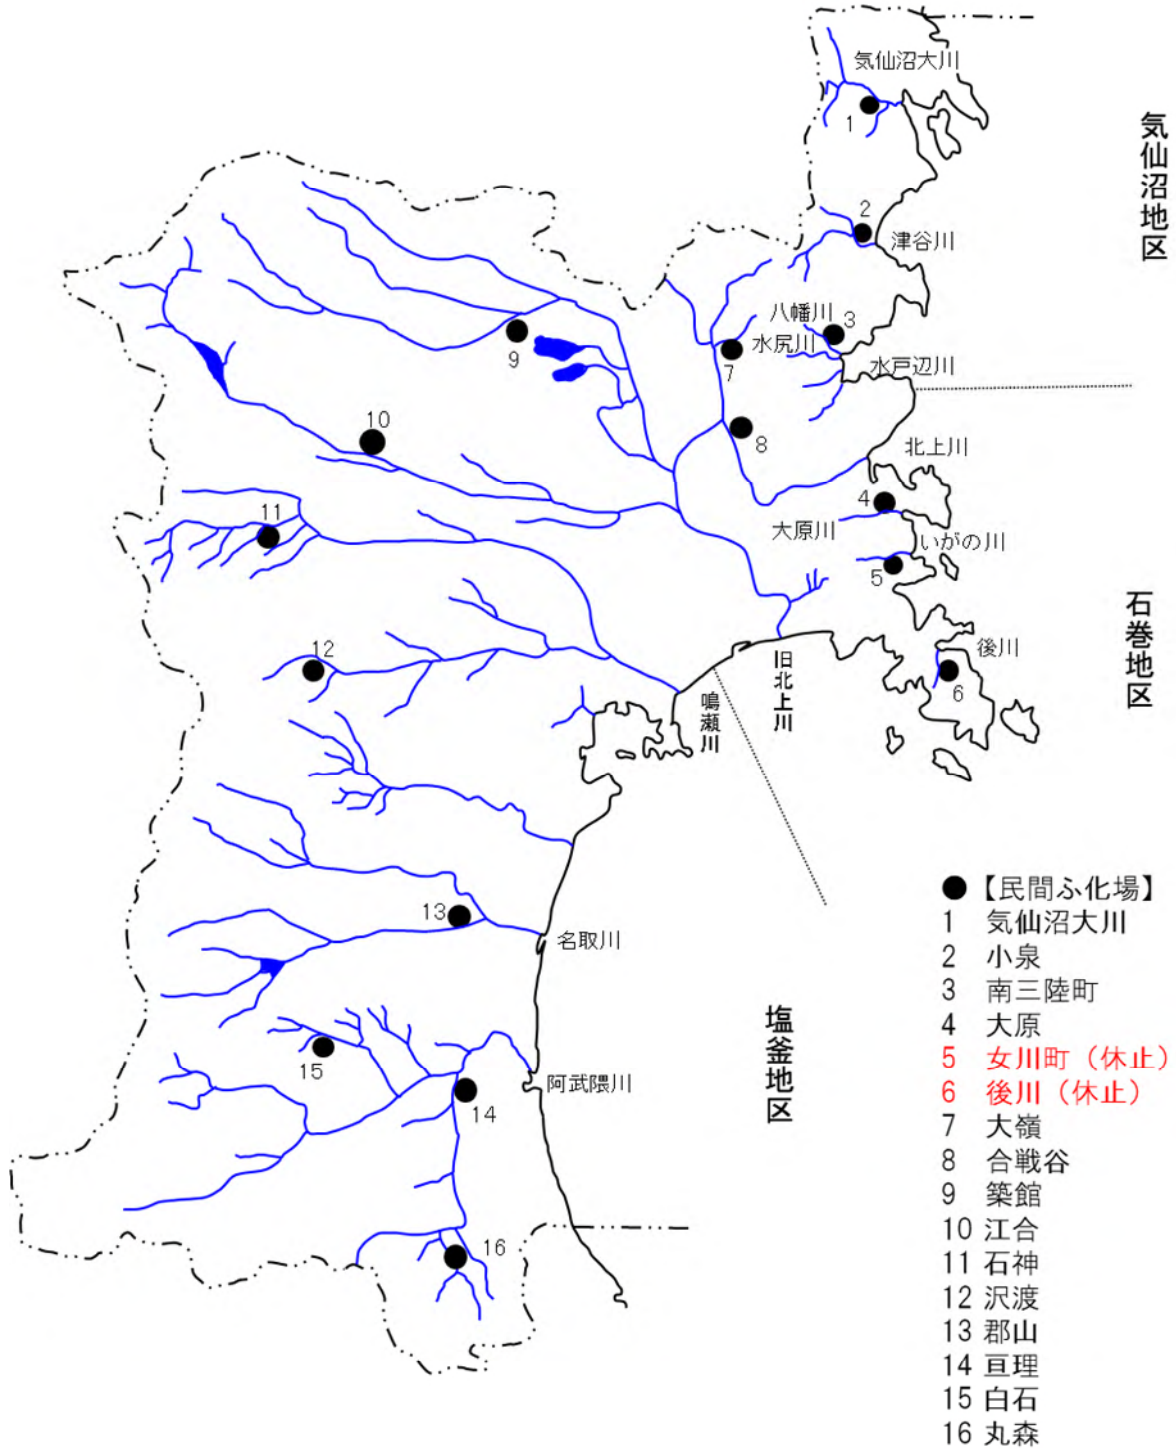 気仙沼大川
1
気仙沼地区
2
津谷川
八幡川
3
水尻川
7
水戸辺川
9
10
8
北上川
4
大原川
いがの川
11
5
石巻地区
12
後川
6
旧北上川
鳴瀬川
13
名取川
塩釜地区
15
阿武隈川
14
16
●【民間ふ化場】
1 気仙沼大川
2 小泉
3 南三陸町
4 大原
5 女川町（休止）
6 後川（休止）
7 大嶺
8 合戦谷
9 築館
10 江合
11 石神
12 沢渡
13 郡山
14 亘理
15 白石
16 丸森